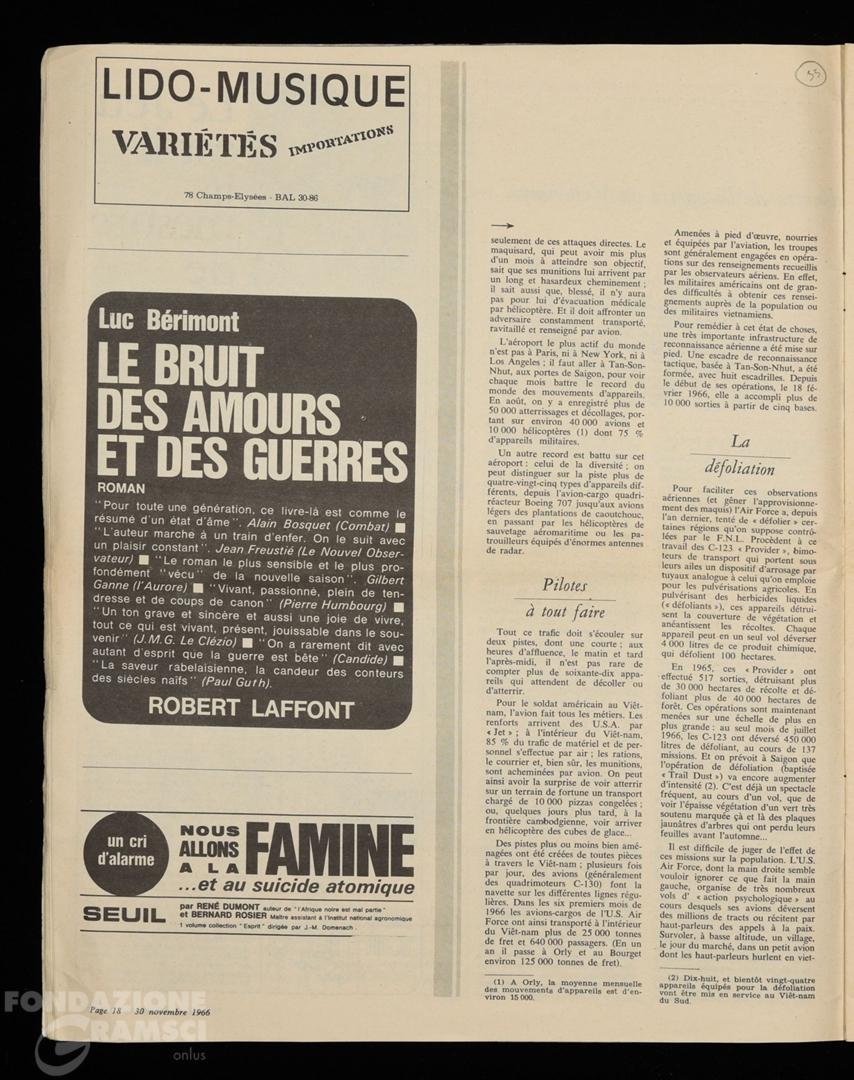 LIDO-MUSIQUE
VARIÉTÉS IMPORTATIONS
78 Champs-Elysées - BAL 30-86
Luc Bérimont
LE BRUIT
DES AMOURS
ET DES GUERRES
ROMAN
"Pour toute une génération, ce livre-là est comme le
résumé d'un état d'âme". Alain Bosquet (Combat) ■
"L'auteur marche à un train d'enfer. On le suit avec
un plaisir constant". Jean Freustié (Le Nouvel Obser-
vateur) ■ "Le roman le plus sensible et le plus pro-
fondément "vécu" de la nouvelle saison". Gilbert
Ganne (l'Aurore) ■ "Vivant, passionné, plein de ten-
dresse et de coups de canon" (Pierre Humbourg) ■
"Un ton grave et sincère et aussi une joie de vivre,
tout ce qui est vivant, présent, jouissable dans le sou-
venir" (J.M.G. Le Clézio) ■ "On a rarement dit avec
autant d'esprit que la guerre est bête" (Candide) ■
"La saveur rabelaisienne, la candeur des conteurs
des siècles naïfs" (Paul Guth).
ROBERT LAFFONT
un cri
d'alarme
NOUS
ALLONS
A LA
FAMINE
...et au suicide atomique
SEUIL
par RENÉ DUMONT auteur de "l'Afrique noire est mal partie"
et BERNARD ROSIER Maître assistant à l'Institut national agronomique
1 volume collection "Esprit" dirigée par J.-M. Domenach.
Page 18 30 novembre 1966
55
→
seulement de ces attaques directes. Le
maquisard, qui peut avoir mis plus
d'un mois à atteindre son objectif,
sait que ses munitions lui arrivent par
un long et hasardeux cheminement ;
il sait aussi que, blessé, il n'y aura
pas pour lui d'évacuation médicale
par hélicoptère. Et il doit affronter un
adversaire constamment transporté,
ravitaillé et renseigné par avion.
L'aéroport le plus actif du monde
n'est pas à Paris, ni à New York, ni à
Los Angeles ; il faut aller à Tan-Son-
Nhut, aux portes de Saigon, pour voir
chaque mois battre le record du
monde des mouvements d'appareils.
En août, on y a enregistré plus de
50 000 atterrissages et décollages, por-
tant sur environ 40 000 avions et
10 000 hélicoptères (1) dont 75 %
d'appareils militaires.
Un autre record est battu sur cet
aéroport : celui de la diversité ; on
peut distinguer sur la piste plus de
quatre-vingt-cinq types d'appareils dif-
férents, depuis l'avion-cargo quadri-
réacteur Boeing 707 jusqu'aux avions
légers des plantations de caoutchouc,
en passant par les hélicoptères de
sauvetage aéromaritime ou les pa-
trouilleurs équipés d'énormes antennes
de radar.
Pilotes
à tout faire
Tout ce trafic doit s'écouler sur
deux pistes, dont une courte ; aux
heures d'affluence, le matin et tard
l'après-midi, il n'est pas rare de
compter plus de soixante-dix appa-
reils qui attendent de décoller ou
d'atterrir.
Pour le soldat américain au Viêt-
nam, l'avion fait tous les métiers. Les
renforts arrivent des U.S.A. par
« Jet » ; à l'intérieur du Viêt-nam,
85 % du trafic de matériel et de per-
sonnel s'effectue par air ; les rations,
le courrier et, bien sûr, les munitions,
sont acheminées par avion. On peut
ainsi avoir la surprise de voir atterrir
sur un terrain de fortune un transport
chargé de 10 000 pizzas congelées ;
ou, quelques jours plus tard, à la
frontière cambodgienne, voir arriver
en hélicoptère des cubes de glace...
Des pistes plus ou moins bien amé-
nagées ont été créées de toutes pièces
à travers le Viêt-nam ; plusieurs fois
par jour, des avions (généralement
des quadrimoteurs C-130) font la
navette sur les différentes lignes régu-
lières. Dans les six premiers mois de
1966 les avions-cargos de l'U.S. Air
Force ont ainsi transporté à l'intérieur
du Viêt-nam plus de 25 000 tonnes
de fret et 640 000 passagers. (En un
an il passe à Orly et au Bourget
environ 125 000 tonnes de fret).
(1) A Orly, la moyenne mensuelle
des mouvements d'appareils est d'en-
viron 15 000.
Amenées à pied d'œuvre, nourries
et équipées par l'aviation, les troupes
sont généralement engagées en opéra-
tions sur des renseignements recueillis
par les observateurs aériens. En effet,
les militaires américains ont de gran-
des difficultés à obtenir ces rensei-
gnements auprès de la population ou
des militaires vietnamiens.
Pour remédier à cet état de choses,
une très importante infrastructure de
reconnaissance aérienne a été mise sur
pied. Une escadre de reconnaissance
tactique, basée à Tan-Son-Nhut, a été
formée, avec huit escadrilles. Depuis
le début de ses opérations, le 18 fé-
vrier 1966, elle a accompli plus de
10 000 sorties à partir de cinq bases.
La
défoliation
Pour faciliter ces observations
aériennes (et gêner l'approvisionne-
ment des maquis) l'Air Force a, depuis
l'an dernier, tenté de « défolier » cer-
taines régions qu'on suppose contrô-
lées par le F.N.L. Procèdent à ce
travail des C-123 « Provider », bimo-
teurs de transport qui portent sous
leurs ailes un dispositif d'arrosage par
tuyaux analogue à celui qu'on emploie
pour les pulvérisations agricoles. En
pulvérisant des herbicides liquides
(« défoliants »), ces appareils détrui-
sent la couverture de végétation et
anéantissent les récoltes. Chaque
appareil peut en un seul vol déverser
4 000 litres de ce produit chimique,
qui défolient 100 hectares.
En 1965, ces « Provider » ont
effectué 517 sorties, détruisant plus
de 30 000 hectares de récolte et dé-
foliant plus de 40 000 hectares de
forêt. Ces opérations sont maintenant
menées sur une échelle de plus en
plus grande : au seul mois de juillet
1966, les C-123 ont déversé 450 000
litres de défoliant, au cours de 137
missions. Et on prévoit à Saigon que
l'opération de défoliation (baptisée
« Trail Dust ») va encore augmenter
d'intensité (2). C'est déjà un spectacle
fréquent, au cours d'un vol, que de
voir l'épaisse végétation d'un vert très
soutenu marquée çà et là des plaques
jaunâtres d'arbres qui ont perdu leurs
feuilles avant l'automne...
Il est difficile de juger de l'effet de
ces missions sur la population. L'U.S.
Air Force, dont la main droite semble
vouloir ignorer ce que fait la main
gauche, organise de très nombreux
vols d' « action psychologique » au
cours desquels ses avions déversent
des millions de tracts ou récitent par
haut-parleurs des appels à la paix.
Survoler, à basse altitude, un village,
le jour du marché, dans un petit avion
dont les haut-parleurs hurlent en viet-
(2) Dix-huit, et bientôt vingt-quatre
appareils équipés pour la défoliation
vont être mis en service au Viêt-nam
du Sud.
FONDAZIONE
GRAMSCI
onlus